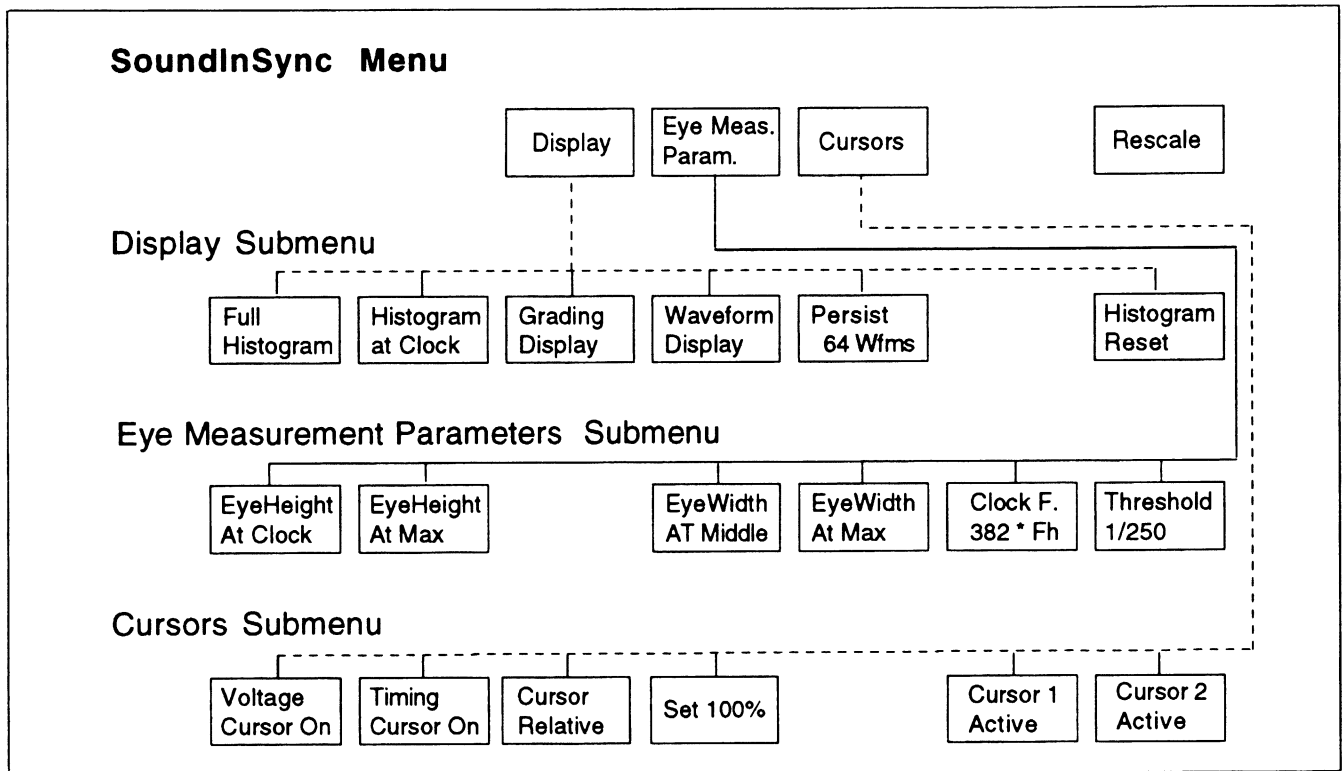 SoundInSync Menu
Display
Eye Meas.
Param.
Cursors
Rescale
Display Submenu
Full
Histogram
Histogram
at Clock
Grading
Display
Waveform
Display
Persist
64 Wfms
Histogram
Reset
Eye Measurement Parameters Submenu
EyeHeight
At Clock
EyeHeight
At Max
EyeWidth
AT Middle
EyeWidth
At Max
Clock F.
382 * Fh
Threshold
1/250
Cursors Submenu
Voltage
Cursor On
Timing
Cursor On
Cursor
Relative
Set 100%
Cursor 1
Active
Cursor 2
Active